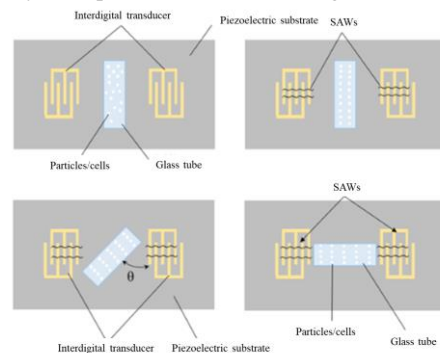 Interdigital transducer
Piezoelectric substrate
SAWs
Particles/cells
Glass tube
SAWs
θ
Particles/cells
Glass tube
Interdigital transducer
Piezoelectric substrate